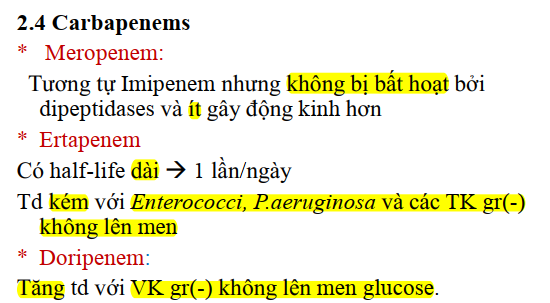 2.4 Carbapenems
* Meropenem:
Tương tự Imipenem nhưng không bị bất hoạt bởi
dipeptidases và ít gây động kinh hơn
* Ertapenem
Có half-life dài → 1 lần/ngày
Td kém với Enterococci, P.aeruginosa và các TK gr(-)
không lên men
* Doripenem:
Tăng td với VK gr(-) không lên men glucose.